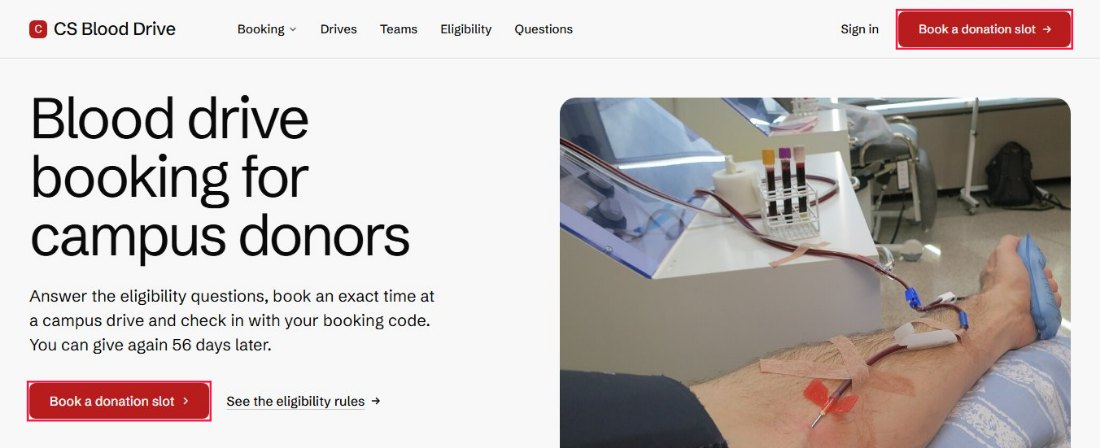 C CS Blood Drive Booking Drives Teams Eligibility Questions Sign in Book a donation slot →
Blood drive
booking for
campus donors
Answer the eligibility questions, book an exact time at
a campus drive and check in with your booking code.
You can give again 56 days later.
Book a donation slot › See the eligibility rules →